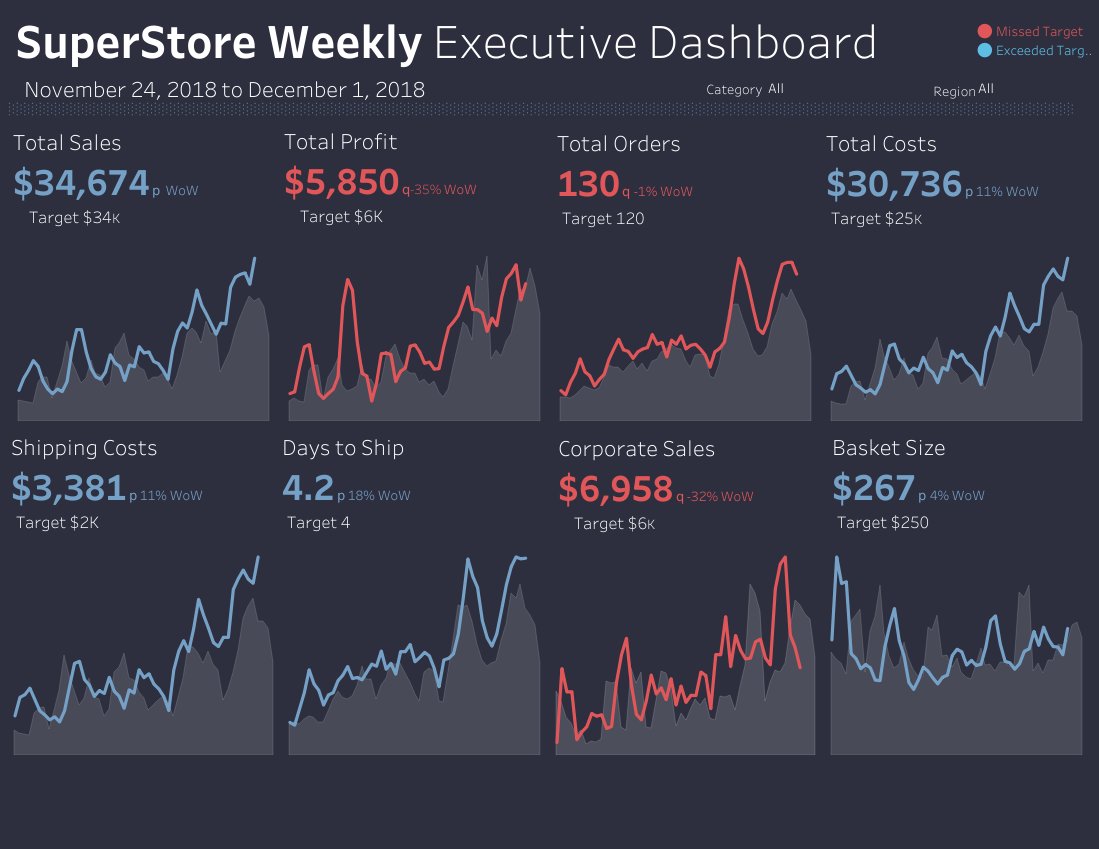 SuperStore Weekly Executive Dashboard
Missed Target
Exceeded Targ..
November 24, 2018 to December 1, 2018
Category All
Region All
Total Sales
$34,674 p WoW
Target $34K
Total Profit
$5,850 q -35% WoW
Target $6K
Total Orders
130 q -1% WoW
Target 120
Total Costs
$30,736 p 11% WoW
Target $25K
Shipping Costs
$3,381 p 11% WoW
Target $2K
Days to Ship
4.2 p 18% WoW
Target 4
Corporate Sales
$6,958 q -32% WoW
Target $6K
Basket Size
$267 p 4% WoW
Target $250